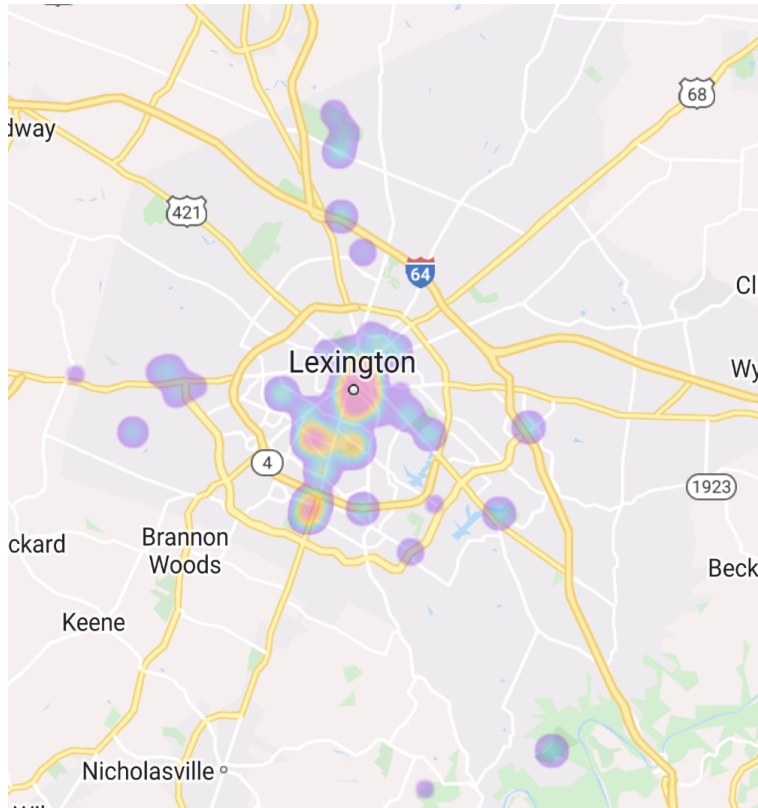 68
dway
421
64
Cl
Lexington
Wy
4
1923
Brannon
Woods
ckard
Beck
Keene
Nicholasville